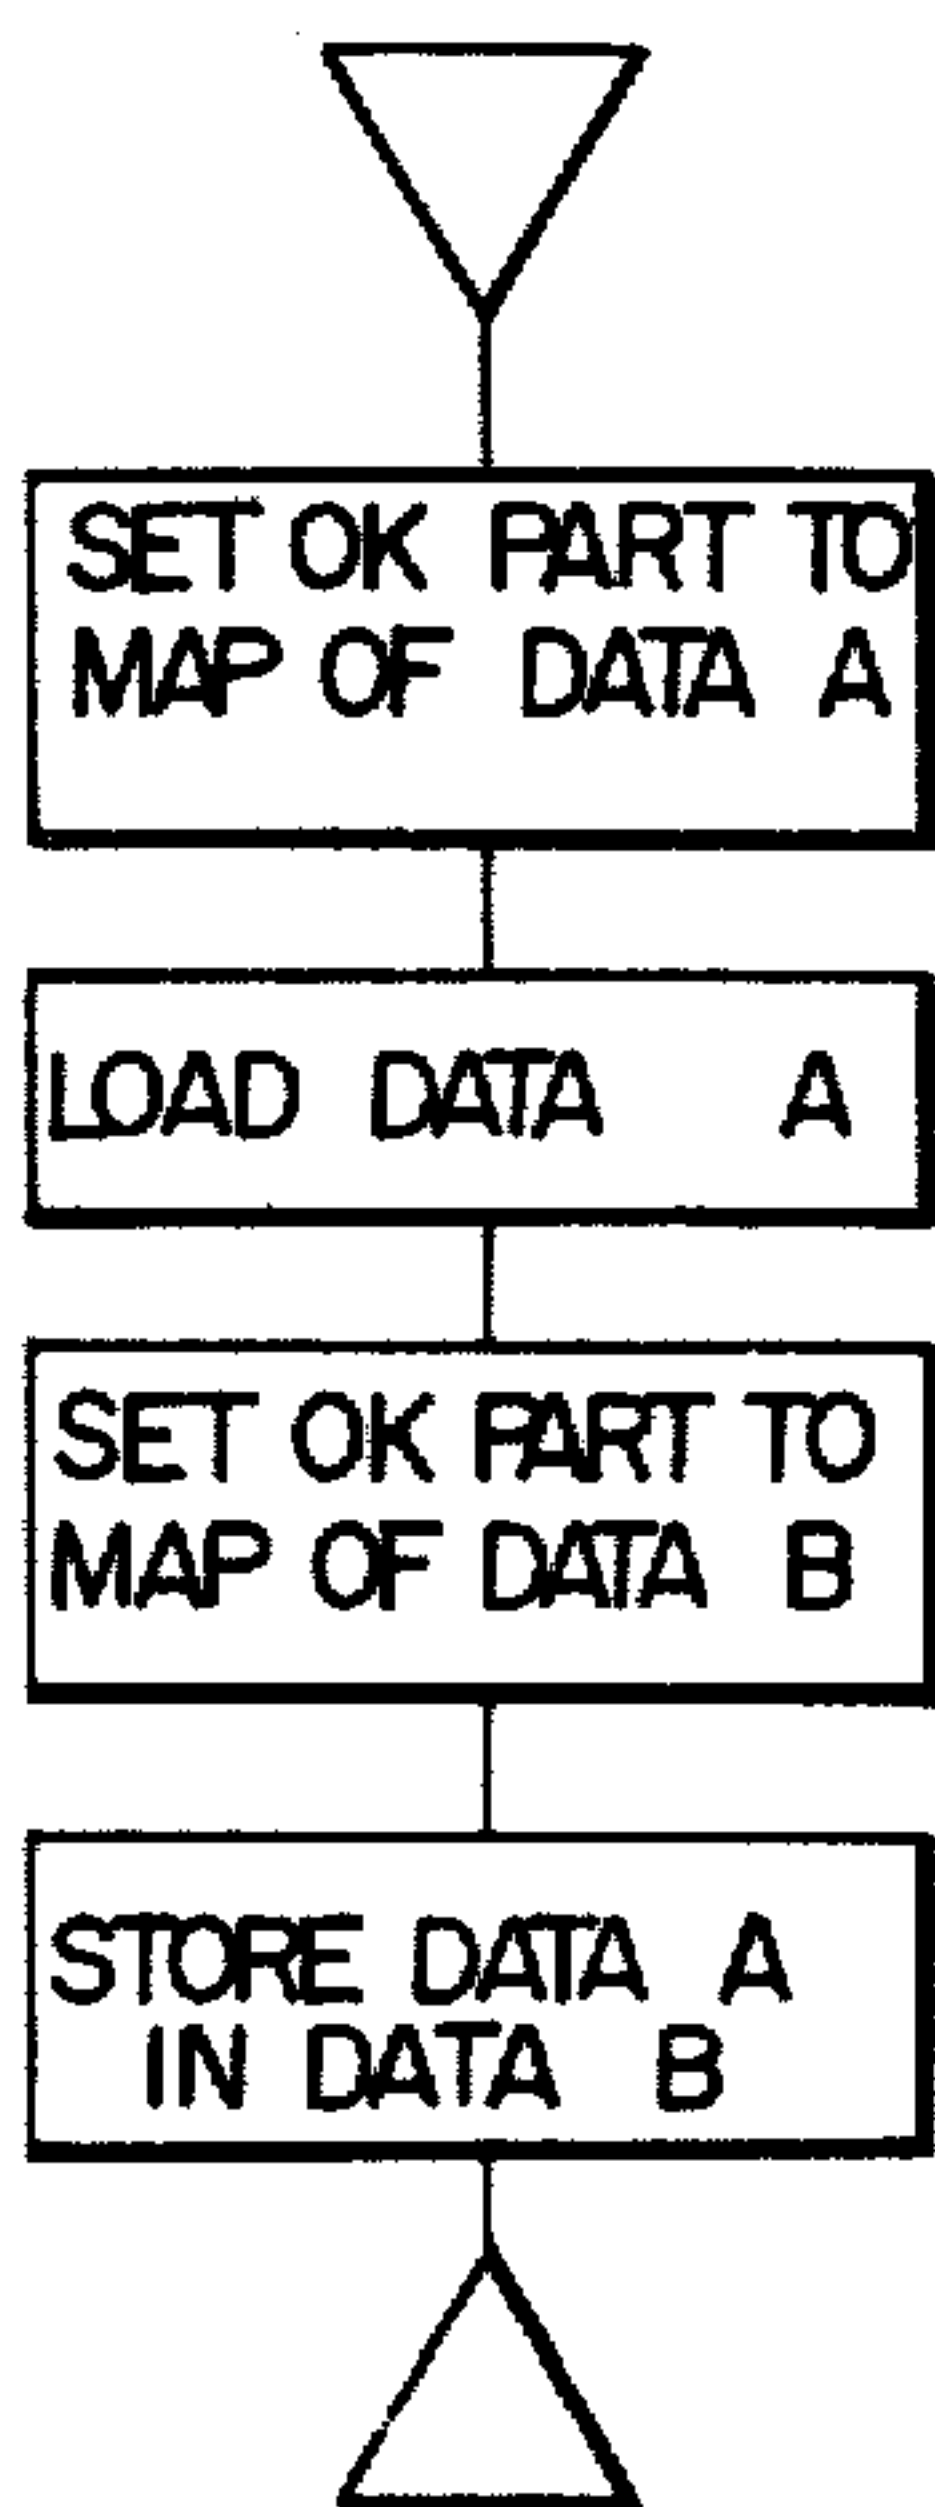 SET OK PART TO
MAP OF DATA A
LOAD DATA A
SET OK PART TO
MAP OF DATA B
STORE DATA A
IN DATA B